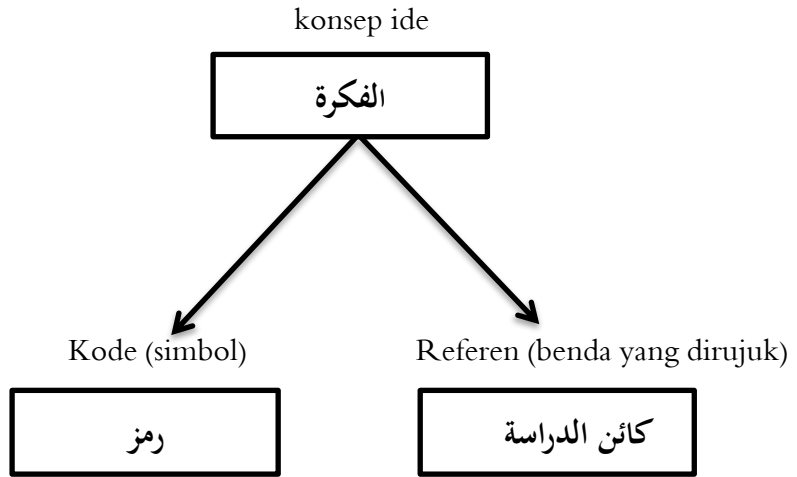 konsep ide
الفكرة
Kode (simbol)
Referen (benda yang dirujuk)
رمز
كائن الدراسة